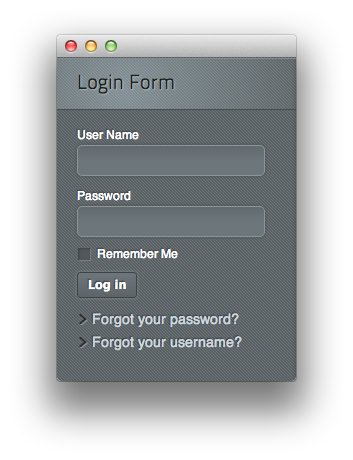 Login Form
User Name
Password
Remember Me
Log in
Forgot your password?
Forgot your username?